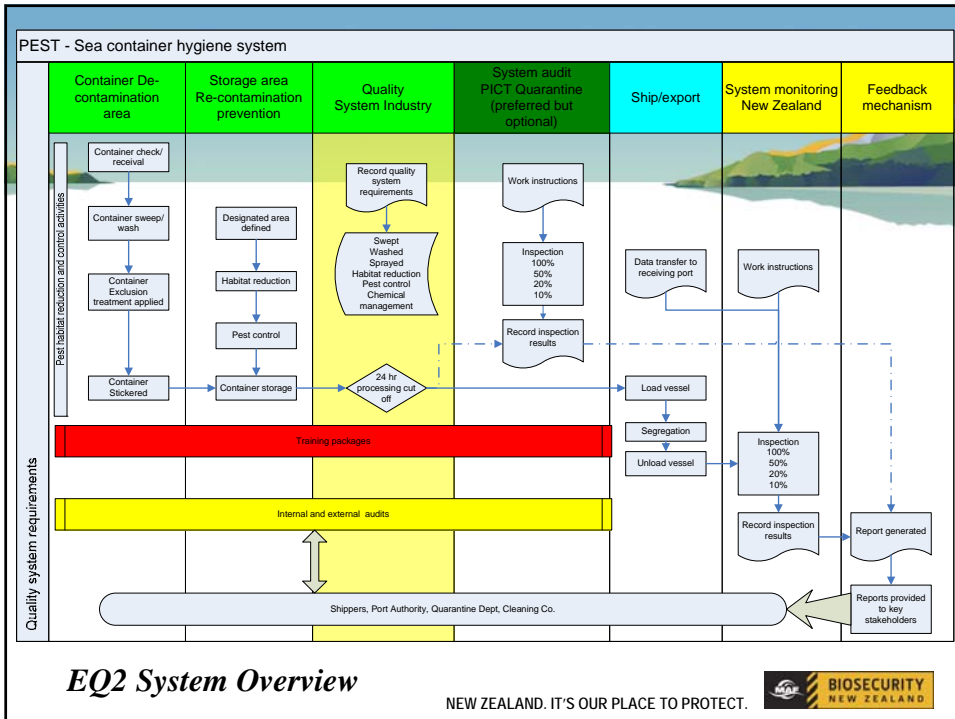 PEST - Sea container hygiene system
Container De-
contamination
area
Storage area
Re-contamination
prevention
Quality
System Industry
System audit
PICT Quarantine
(preferred but
optional)
Ship/export
System monitoring
New Zealand
Feedback
mechanism
Quality system requirements
Pest habitat reduction and control activities
Container check/
receival
Container sweep/
wash
Container
Exclusion
treatment applied
Container
Stickered
Designated area
defined
Habitat reduction
Pest control
Container storage
Record quality
system
requirements
Swept
Washed
Sprayed
Habitat reduction
Pest control
Chemical
management
24 hr
processing cut
off
Work instructions
Inspection
100%
50%
20%
10%
Record inspection
results
Data transfer to
receiving port
Load vessel
Segregation
Unload vessel
Work instructions
Inspection
100%
50%
20%
10%
Record inspection
results
Report generated
Reports provided
to key
stakeholders
Training packages
Internal and external audits
Shippers, Port Authority, Quarantine Dept, Cleaning Co.
EQ2 System Overview
NEW ZEALAND. IT'S OUR PLACE TO PROTECT.
MAF
BIOSECURITY
NEW ZEALAND